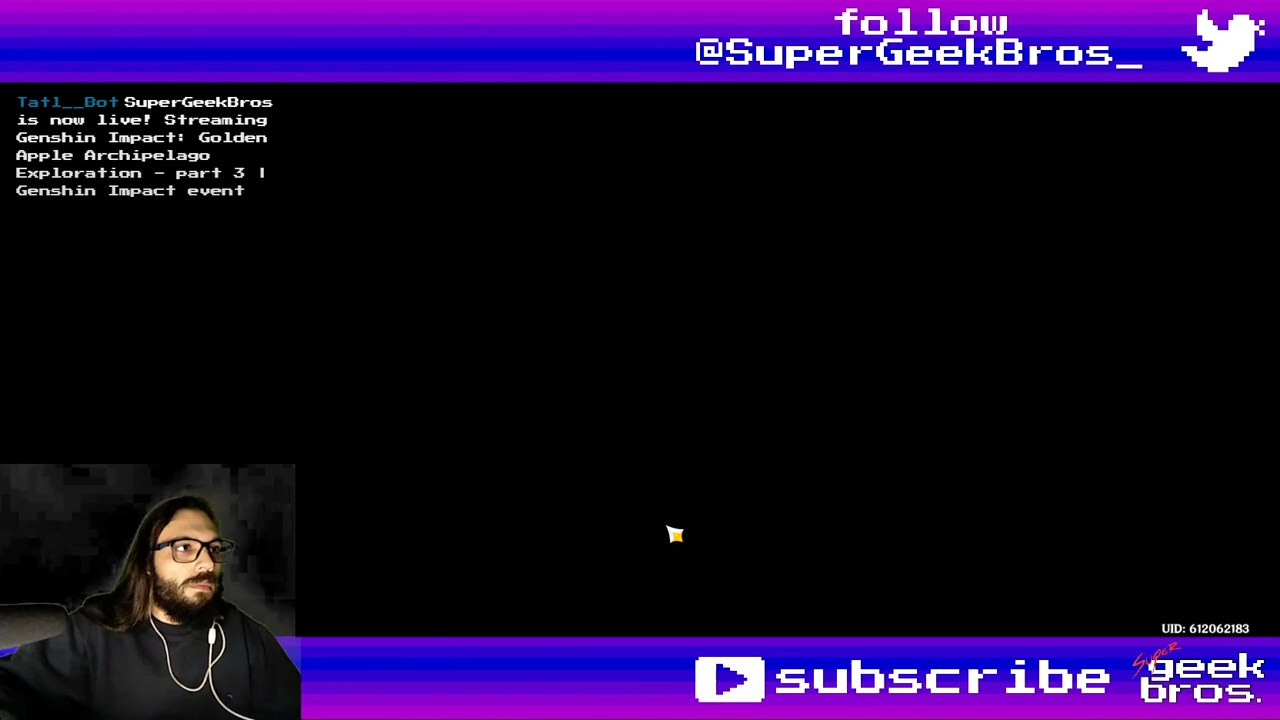 follow
@SuperGeekBros_
Tatl__Bot SuperGeekBros
is now live! Streaming
Genshin Impact: Golden
Apple Archipelago
Exploration - part 3 |
Genshin Impact event
UID: 612062183
subscribe
SUPER
geek
bros.